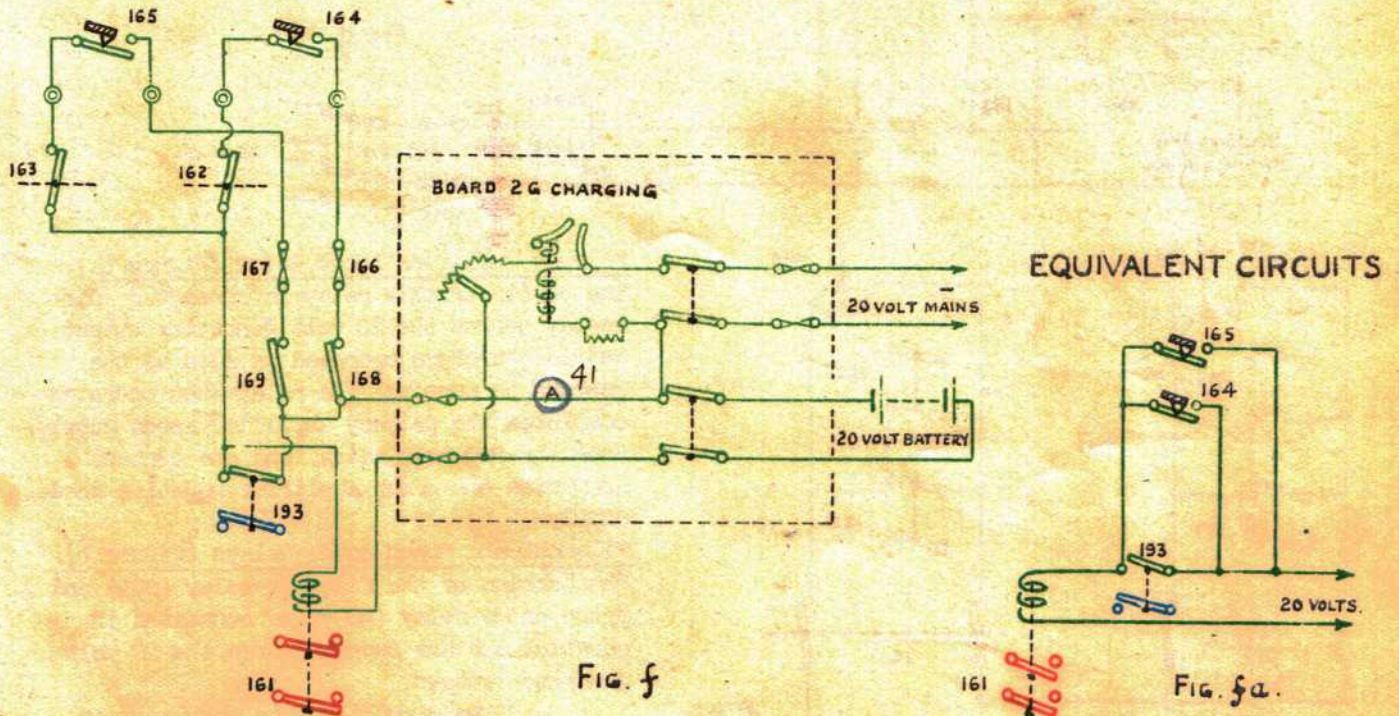 165
164
163
162
BOARD 2G CHARGING
167
166
EQUIVALENT CIRCUITS
–
20 VOLT MAINS
169
168
A
41
165
164
20 VOLT BATTERY
193
193
20 VOLTS.
161
FIG. f
161
FIG. fa.